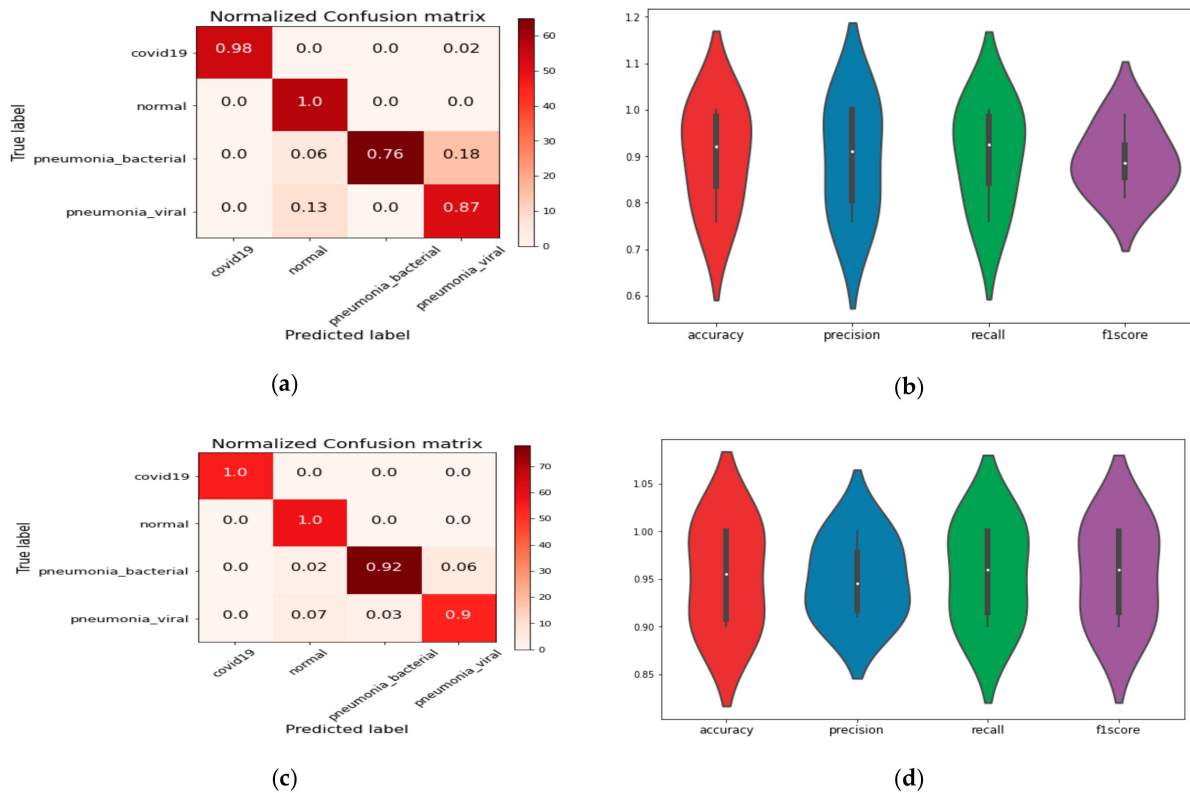 Normalized Confusion matrix
True label
covid19
normal
pneumonia_bacterial
pneumonia_viral
0.98 0.0 0.0 0.02
0.0 1.0 0.0 0.0
0.0 0.06 0.76 0.18
0.0 0.13 0.0 0.87
60
50
40
30
20
10
0
covid19
normal
pneumonia_bacterial
pneumonia_viral
Predicted label
(a)
1.2
1.1
1.0
0.9
0.8
0.7
0.6
accuracy precision recall f1score
(b)
Normalized Confusion matrix
True label
covid19
normal
pneumonia_bacterial
pneumonia_viral
1.0 0.0 0.0 0.0
0.0 1.0 0.0 0.0
0.0 0.02 0.92 0.06
0.0 0.07 0.03 0.9
70
60
50
40
30
20
10
0
covid19
normal
pneumonia_bacterial
pneumonia_viral
Predicted label
(c)
1.05
1.00
0.95
0.90
0.85
accuracy precision recall f1score
(d)